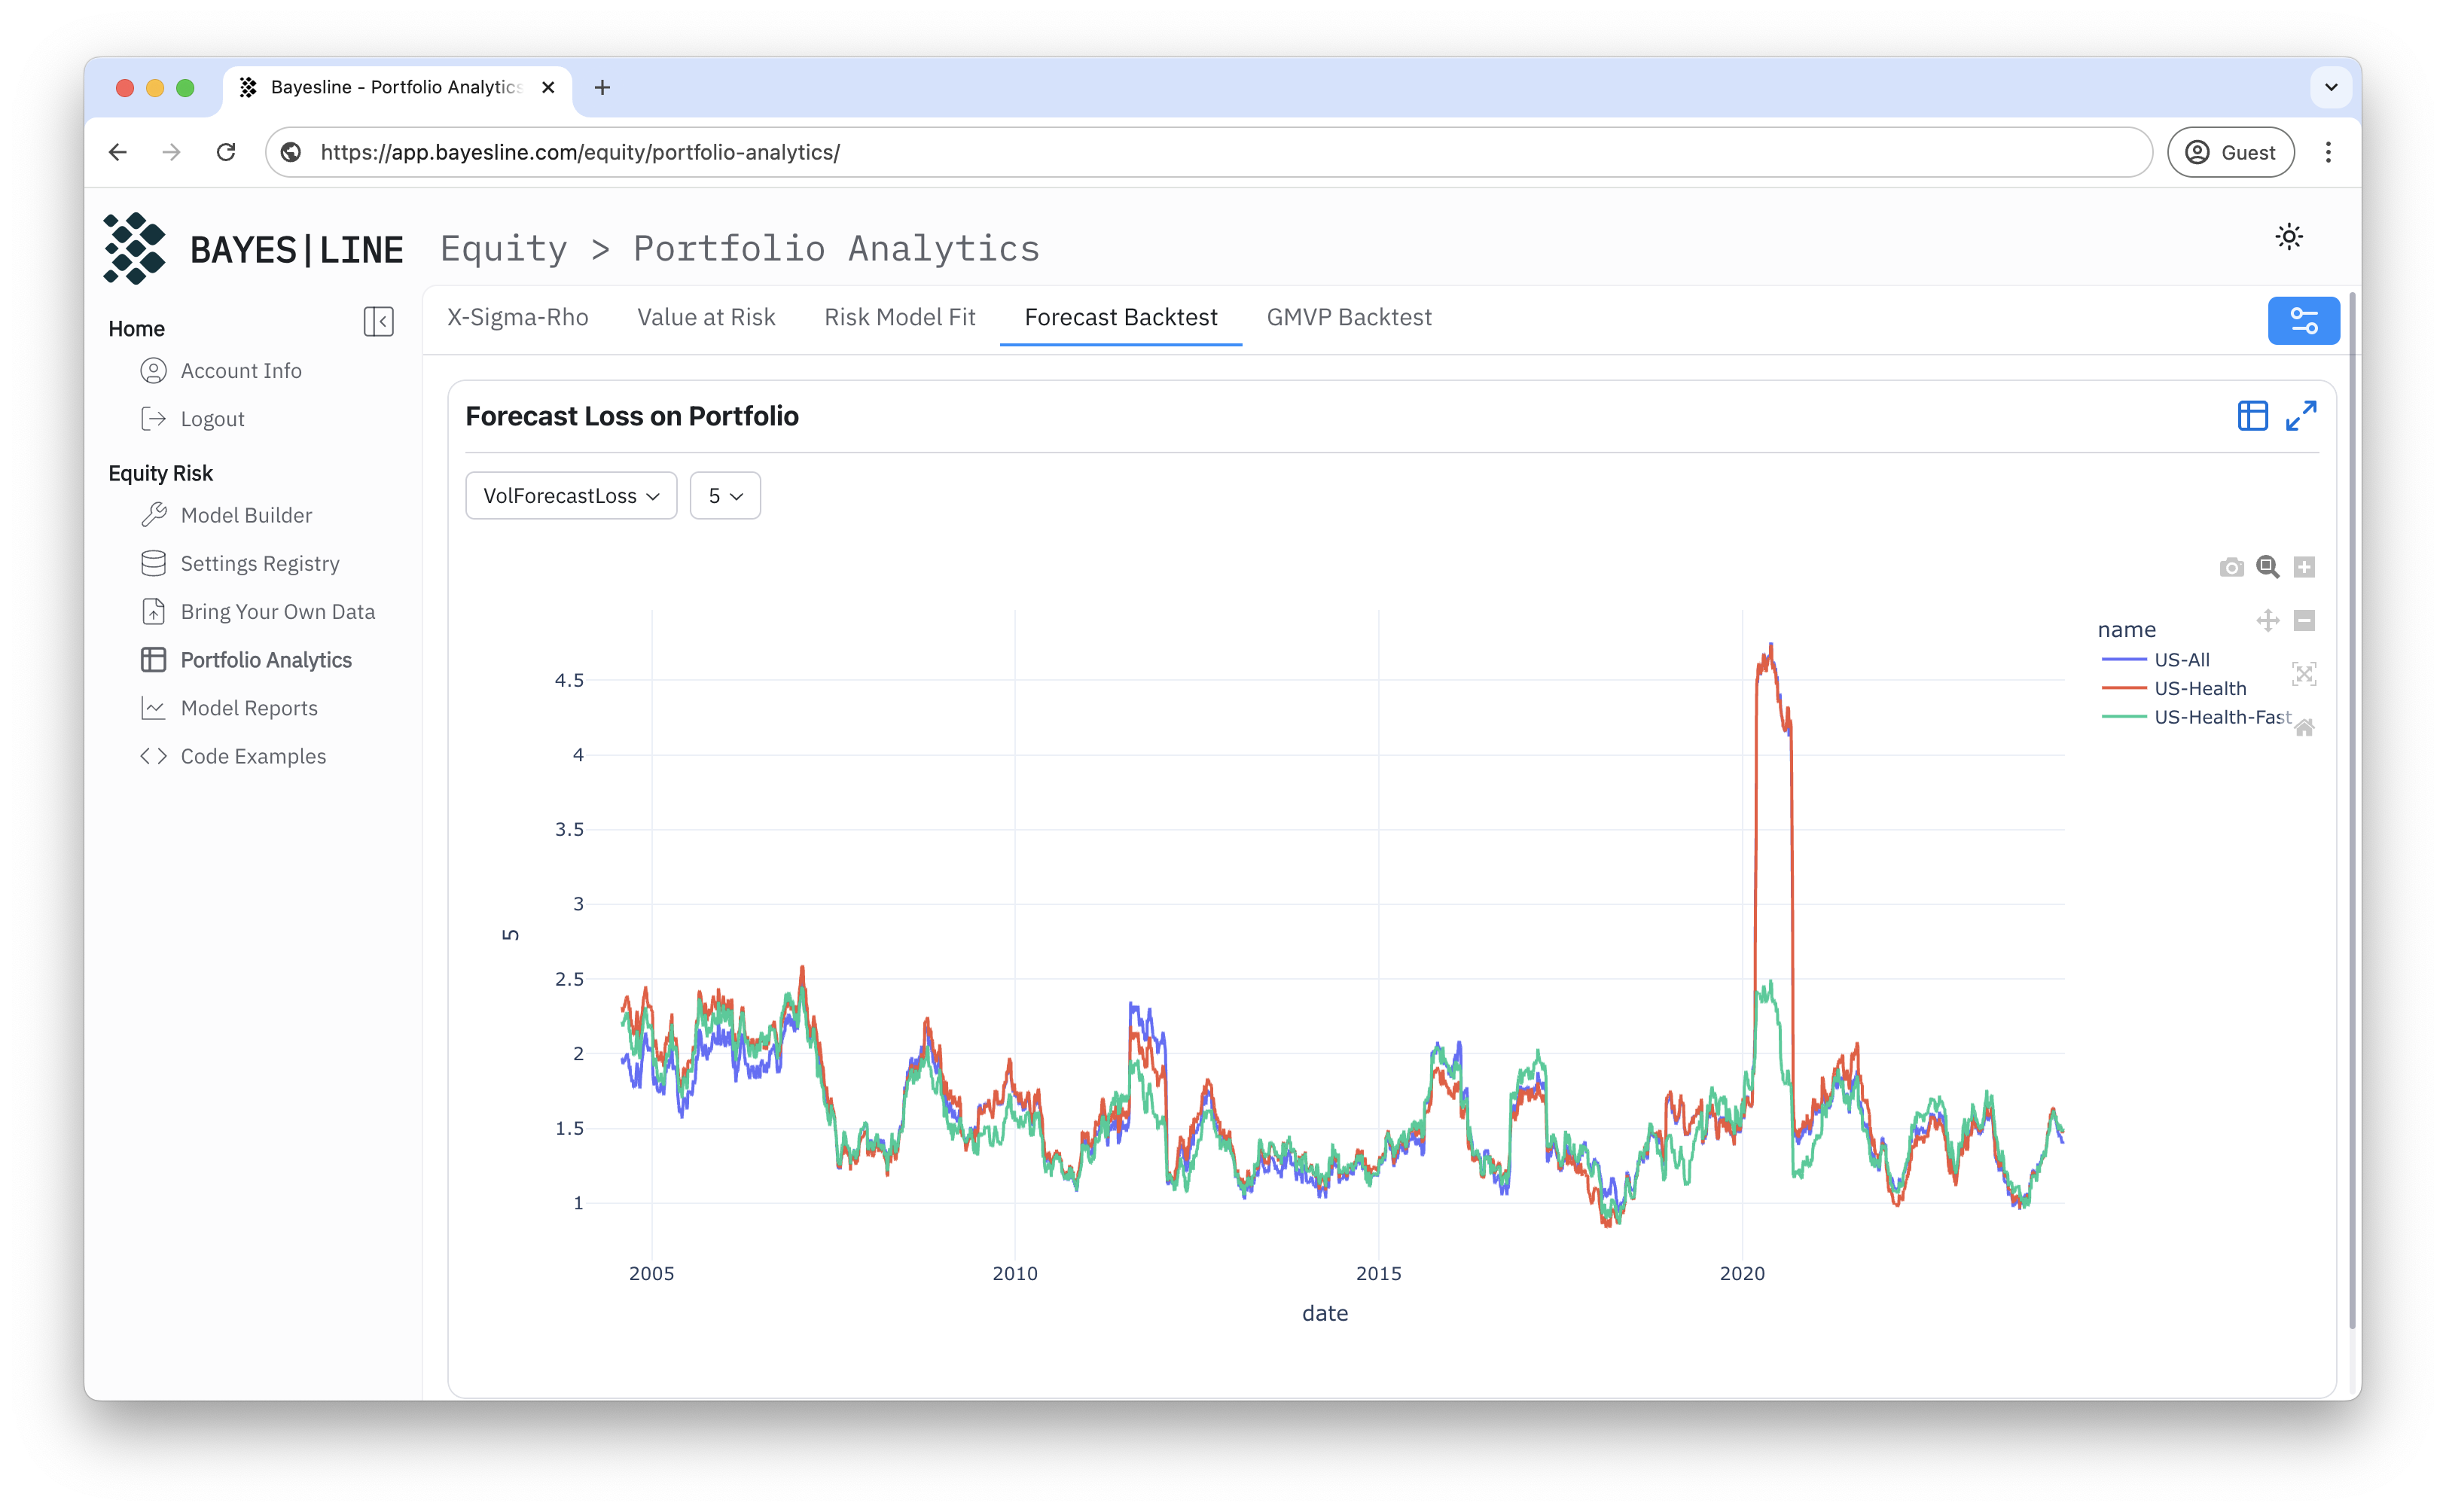 Bayesline - Portfolio Analytics
https://app.bayesline.com/equity/portfolio-analytics/
Guest
BAYES|LINE
Equity > Portfolio Analytics
Home
Account Info
Logout
Equity Risk
Model Builder
Settings Registry
Bring Your Own Data
Portfolio Analytics
Model Reports
Code Examples
X-Sigma-Rho Value at Risk Risk Model Fit Forecast Backtest GMVP Backtest
Forecast Loss on Portfolio
VolForecastLoss 5
name
US-All
US-Health
US-Health-Fast
4.5
4
3.5
3
2.5
2
1.5
1
5
2005 2010 2015 2020
date